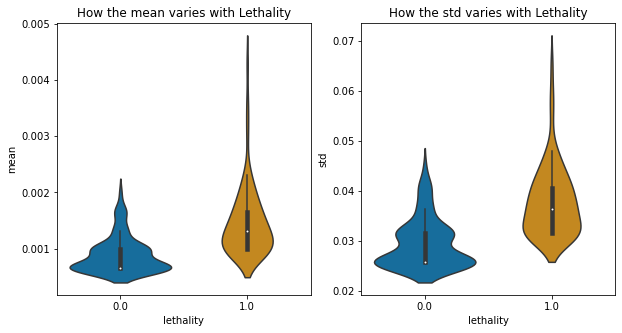 How the mean varies with Lethality
0.005
0.004
0.003
0.002
0.001
mean
0.0
1.0
lethality
How the std varies with Lethality
0.07
0.06
0.05
0.04
0.03
0.02
std
0.0
1.0
lethality